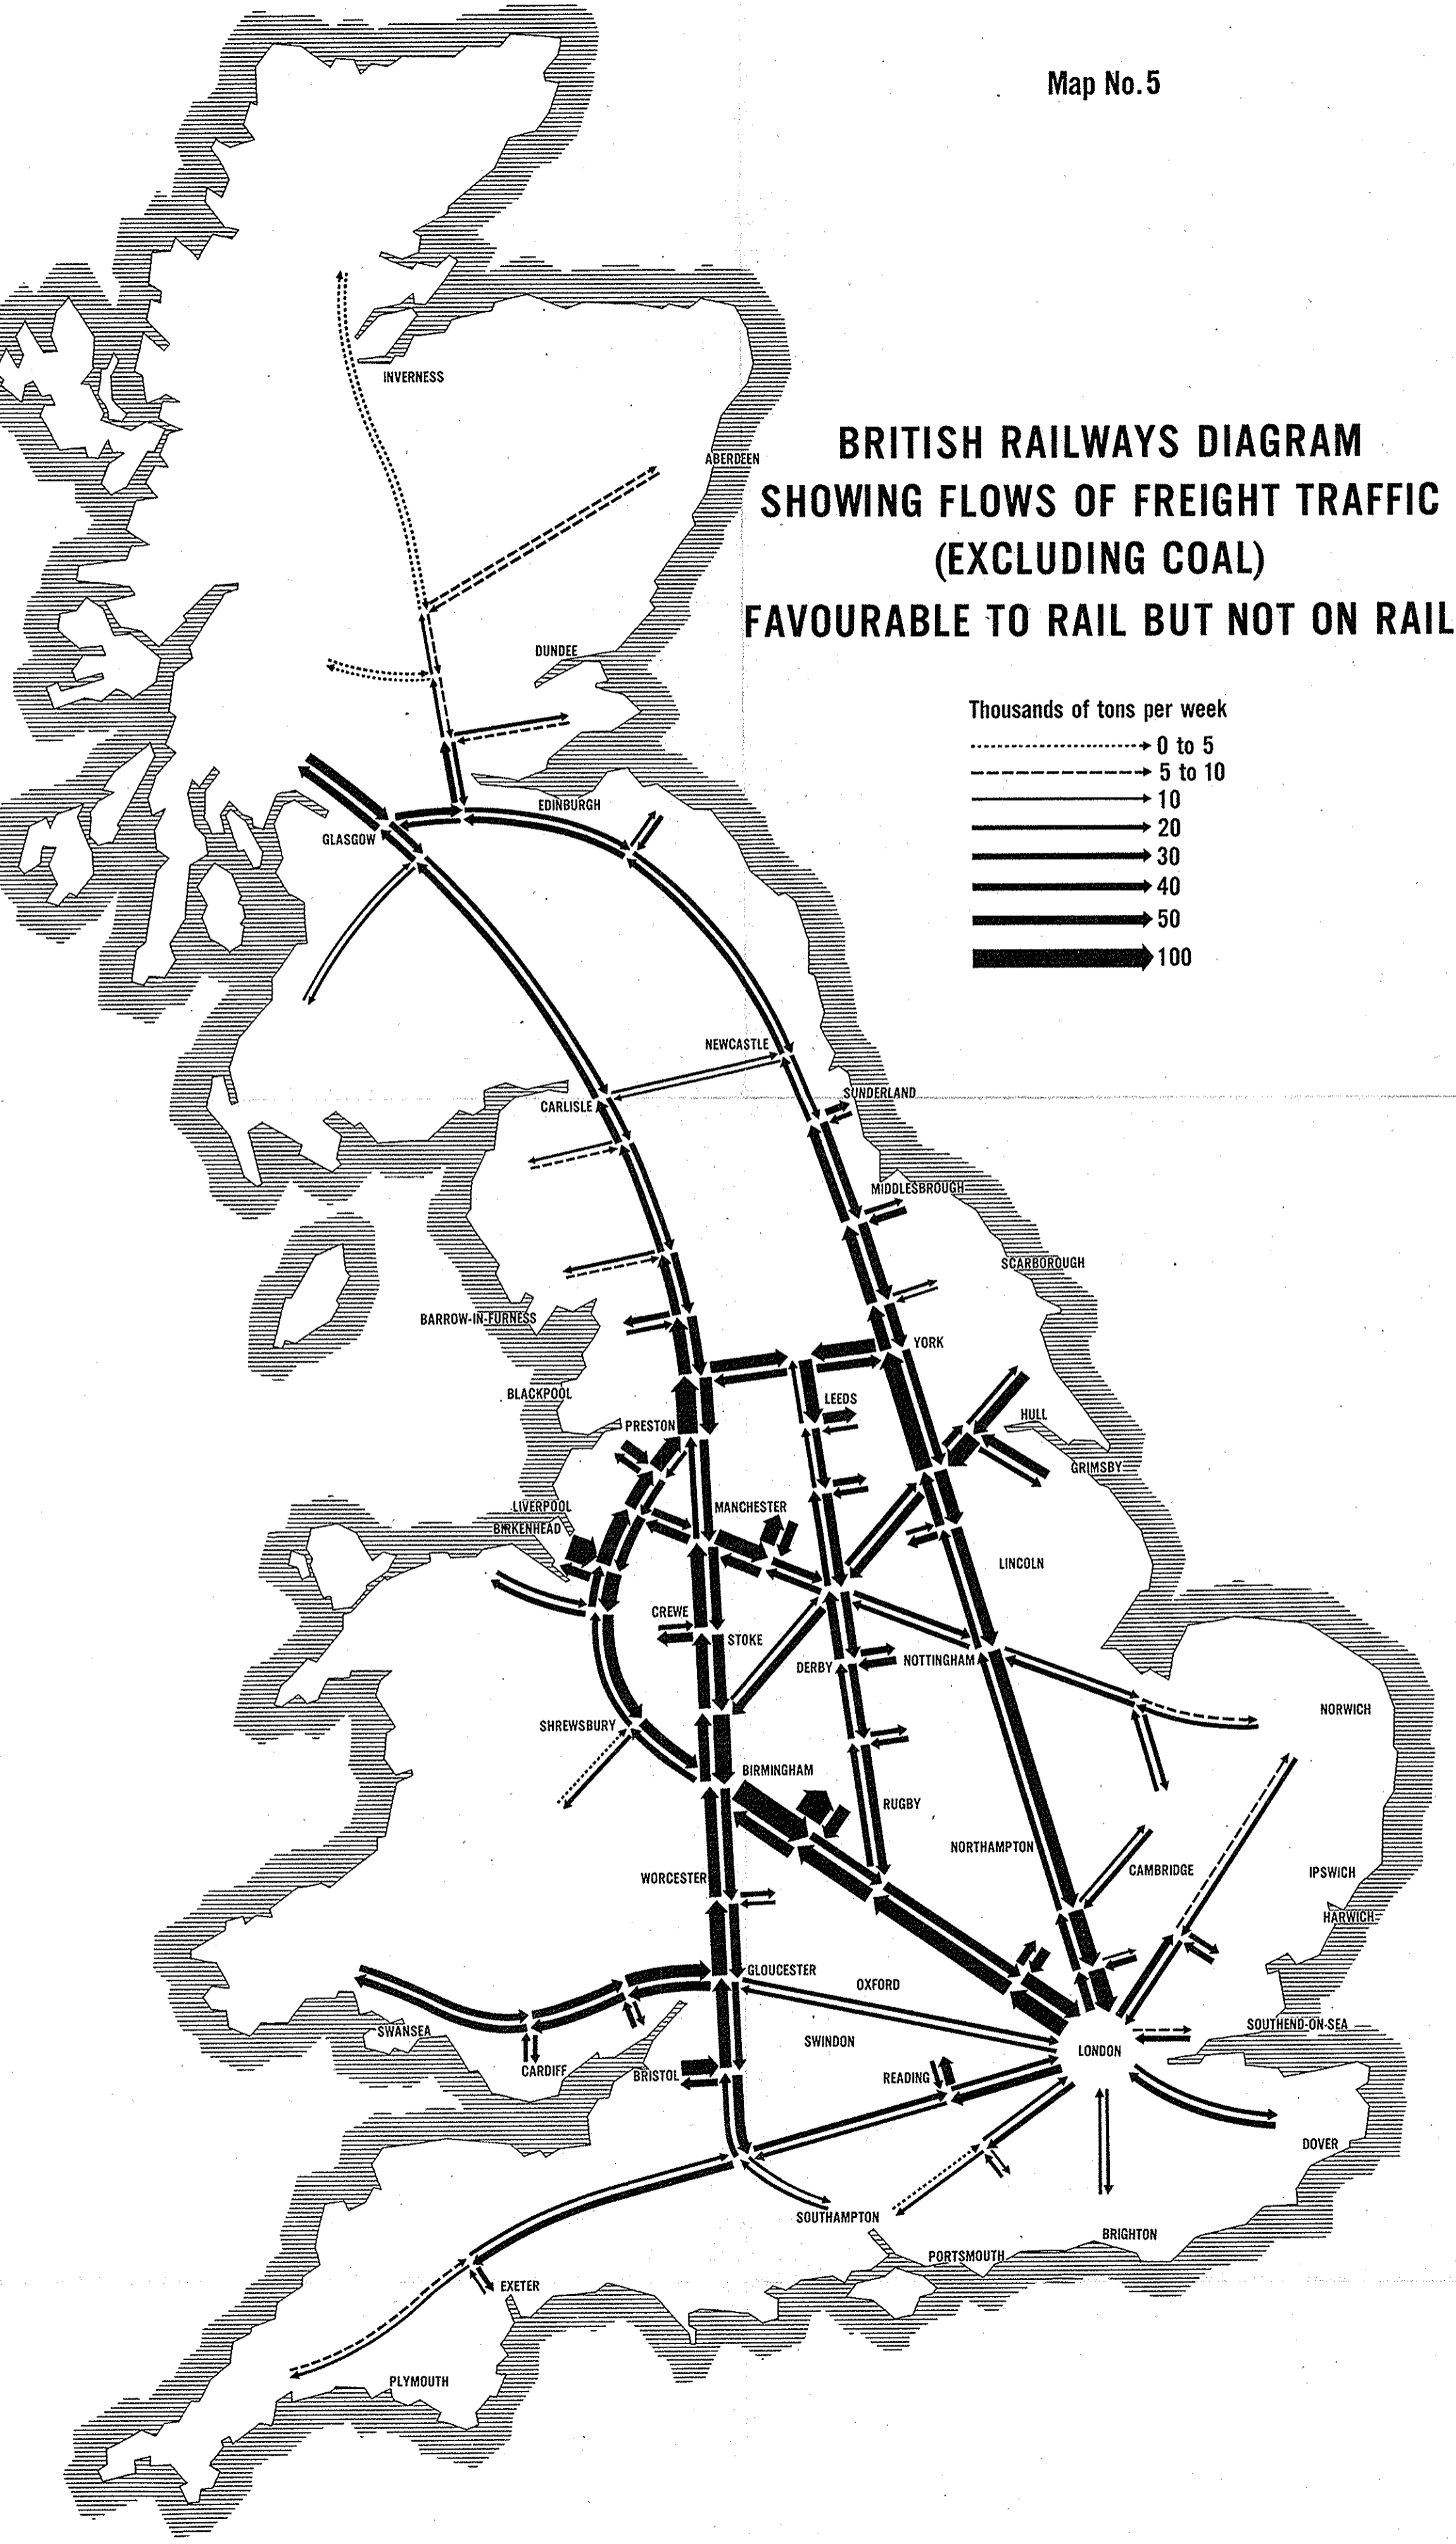 Map No.5
BRITISH RAILWAYS DIAGRAM
SHOWING FLOWS OF FREIGHT TRAFFIC
(EXCLUDING COAL)
FAVOURABLE TO RAIL BUT NOT ON RAIL
Thousands of tons per week
0 to 5
5 to 10
10
20
30
40
50
100
INVERNESS
ABERDEEN
DUNDEE
EDINBURGH
GLASGOW
NEWCASTLE
SUNDERLAND
CARLISLE
MIDDLESBROUGH
SCARBOROUGH
BARROW-IN-FURNESS
YORK
BLACKPOOL
LEEDS
HULL
PRESTON
GRIMSBY
LIVERPOOL
MANCHESTER
BIRKENHEAD
LINCOLN
CREWE
STOKE
DERBY
NOTTINGHAM
NORWICH
SHREWSBURY
BIRMINGHAM
RUGBY
NORTHAMPTON
CAMBRIDGE
IPSWICH
WORCESTER
HARWICH
GLOUCESTER
OXFORD
SWANSEA
SOUTHEND-ON-SEA
SWINDON
LONDON
CARDIFF
BRISTOL
READING
DOVER
SOUTHAMPTON
BRIGHTON
PORTSMOUTH
EXETER
PLYMOUTH